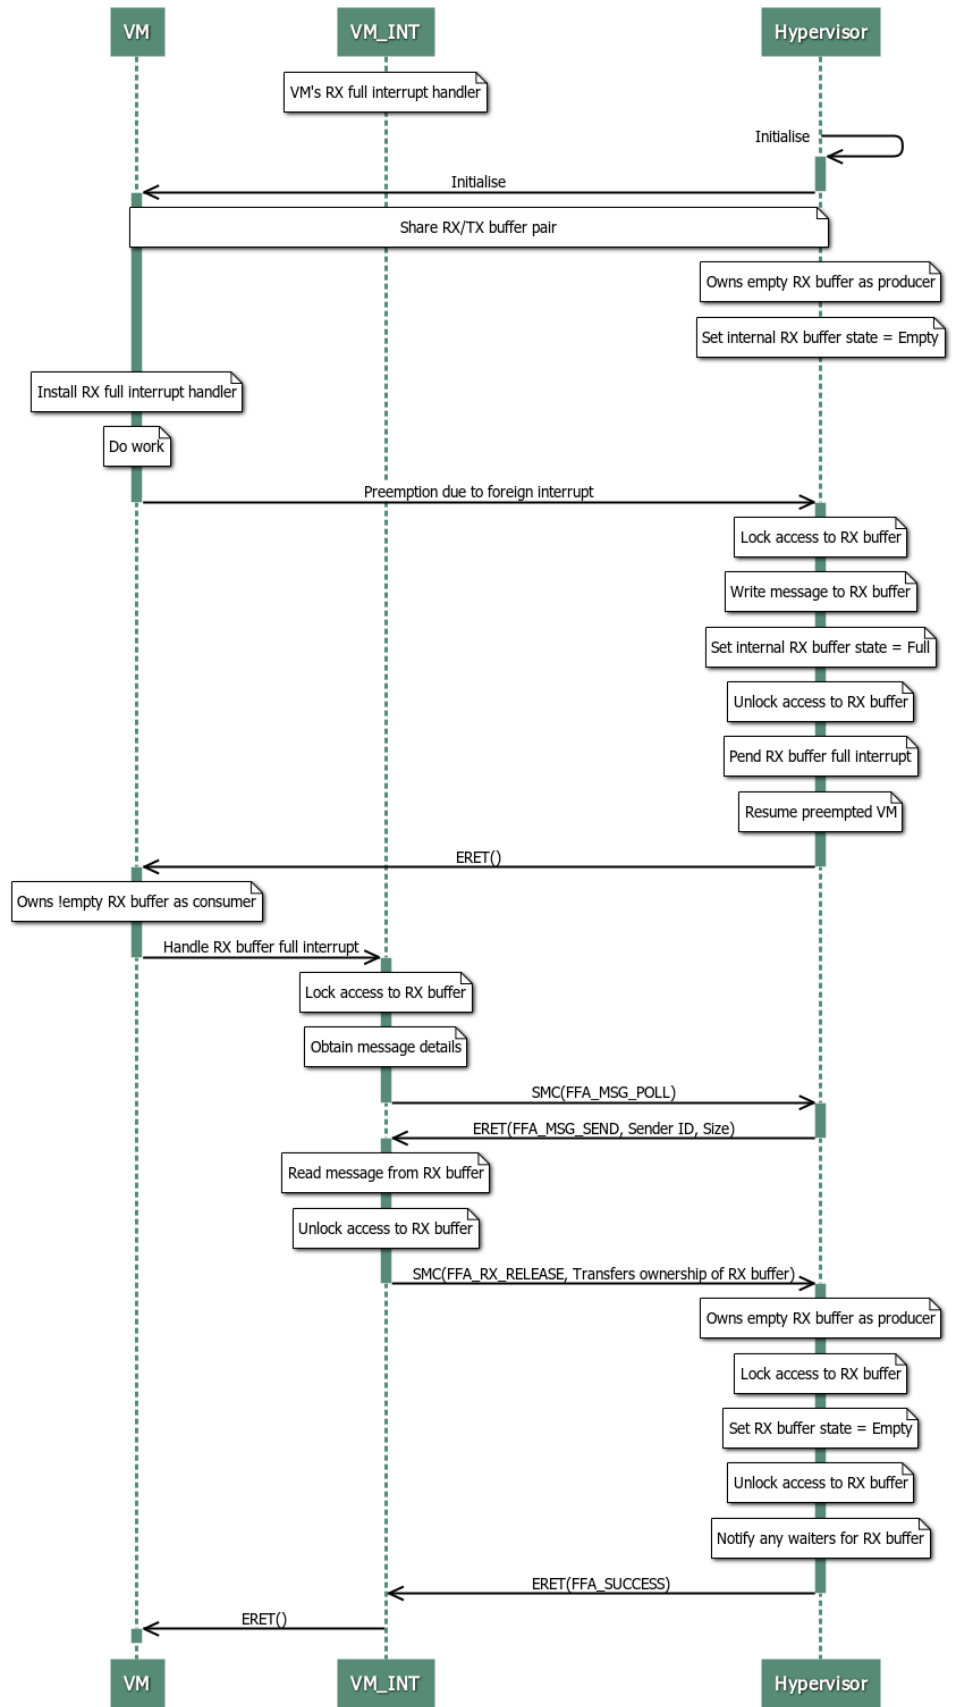 VM
VM_INT
Hypervisor
VM's RX full interrupt handler
Initialise
Initialise
Share RX/TX buffer pair
Owns empty RX buffer as producer
Set internal RX buffer state = Empty
Install RX full interrupt handler
Do work
Preemption due to foreign interrupt
Lock access to RX buffer
Write message to RX buffer
Set internal RX buffer state = Full
Unlock access to RX buffer
Pend RX buffer full interrupt
Resume preempted VM
ERET()
Owns !empty RX buffer as consumer
Handle RX buffer full interrupt
Lock access to RX buffer
Obtain message details
SMC(FFA_MSG_POLL)
ERET(FFA_MSG_SEND, Sender ID, Size)
Read message from RX buffer
Unlock access to RX buffer
SMC(FFA_RX_RELEASE, Transfers ownership of RX buffer)
Owns empty RX buffer as producer
Lock access to RX buffer
Set RX buffer state = Empty
Unlock access to RX buffer
Notify any waiters for RX buffer
ERET(FFA_SUCCESS)
ERET()
VM
VM_INT
Hypervisor